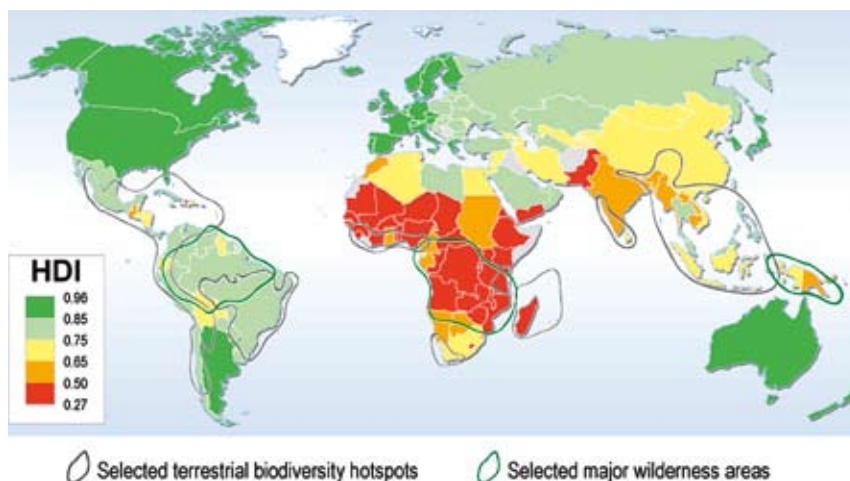 HDI
0.96
0.85
0.75
0.65
0.50
0.27
Selected terrestrial biodiversity hotspots
Selected major wilderness areas